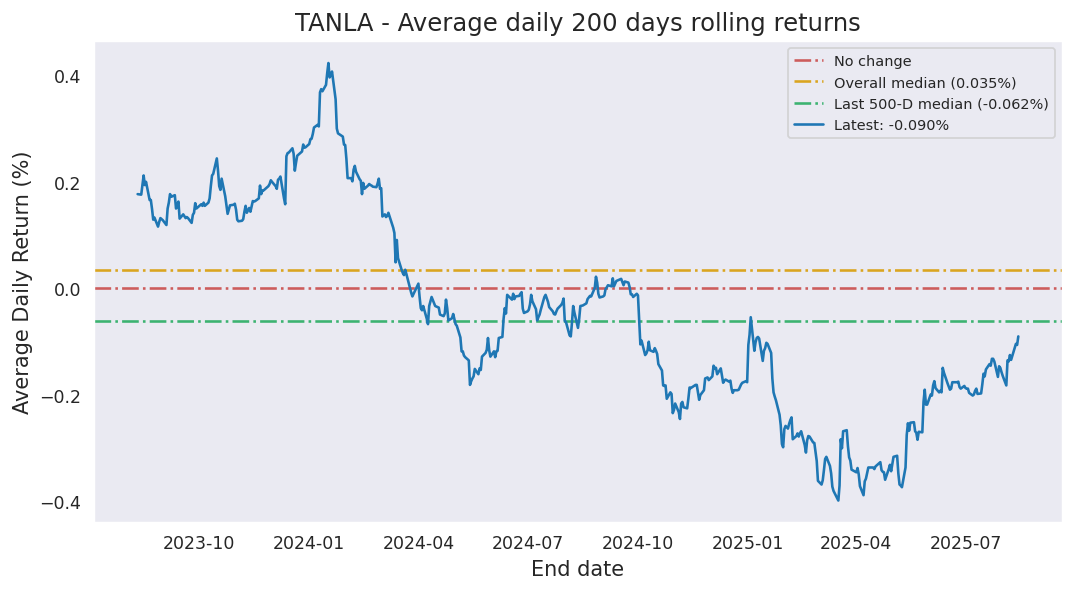 TANLA - Average daily 200 days rolling returns
No change
Overall median (0.035%)
Last 500-D median (-0.062%)
Latest: -0.090%
Average Daily Return (%)
0.4
0.2
0.0
−0.2
−0.4
2023-10 2024-01 2024-04 2024-07 2024-10 2025-01 2025-04 2025-07
End date